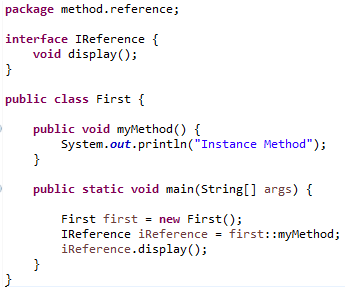 package method.reference;
interface IReference {
void display();
}
public class First {
public void myMethod() {
System.out.println("Instance Method");
}
public static void main(String[] args) {
First first = new First();
IReference iReference = first::myMethod;
iReference.display();
}
}